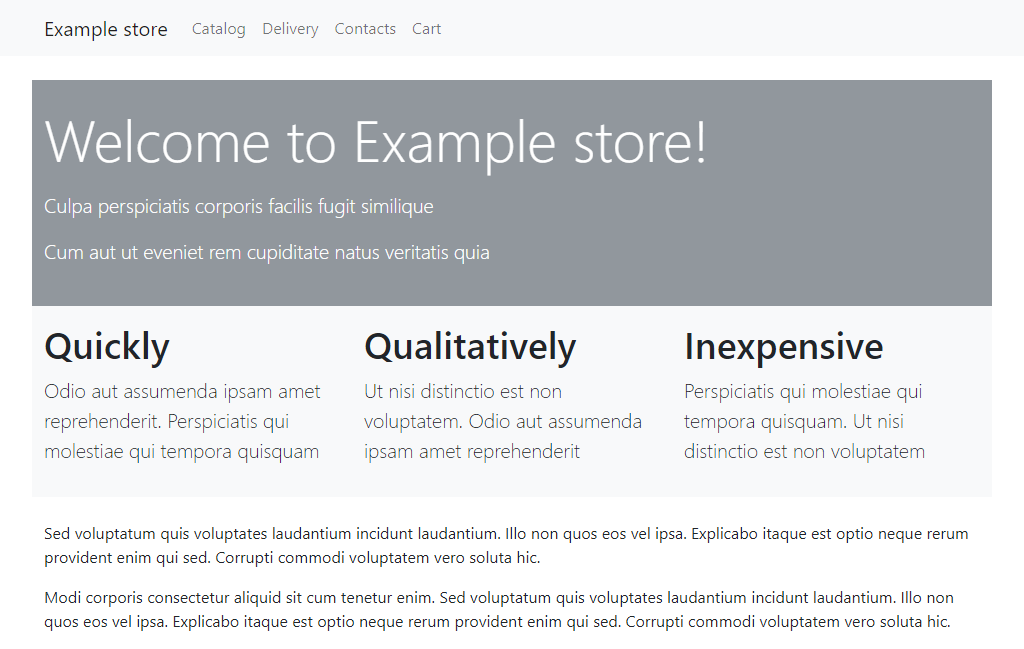 Example store Catalog Delivery Contacts Cart
Welcome to Example store!
Culpa perspiciatis corporis facilis fugit similique
Cum aut ut eveniet rem cupiditate natus veritatis quia
Quickly
Odio aut assumenda ipsam amet
reprehenderit. Perspiciatis qui
molestiae qui tempora quisquam
Qualitatively
Ut nisi distinctio est non
voluptatem. Odio aut assumenda
ipsam amet reprehenderit
Inexpensive
Perspiciatis qui molestiae qui
tempora quisquam. Ut nisi
distinctio est non voluptatem
Sed voluptatum quis voluptates laudantium incidunt laudantium. Illo non quos eos vel ipsa. Explicabo itaque est optio neque rerum
provident enim qui sed. Corrupti commodi voluptatem vero soluta hic.
Modi corporis consectetur aliquid sit cum tenetur enim. Sed voluptatum quis voluptates laudantium incidunt laudantium. Illo non
quos eos vel ipsa. Explicabo itaque est optio neque rerum provident enim qui sed. Corrupti commodi voluptatem vero soluta hic.